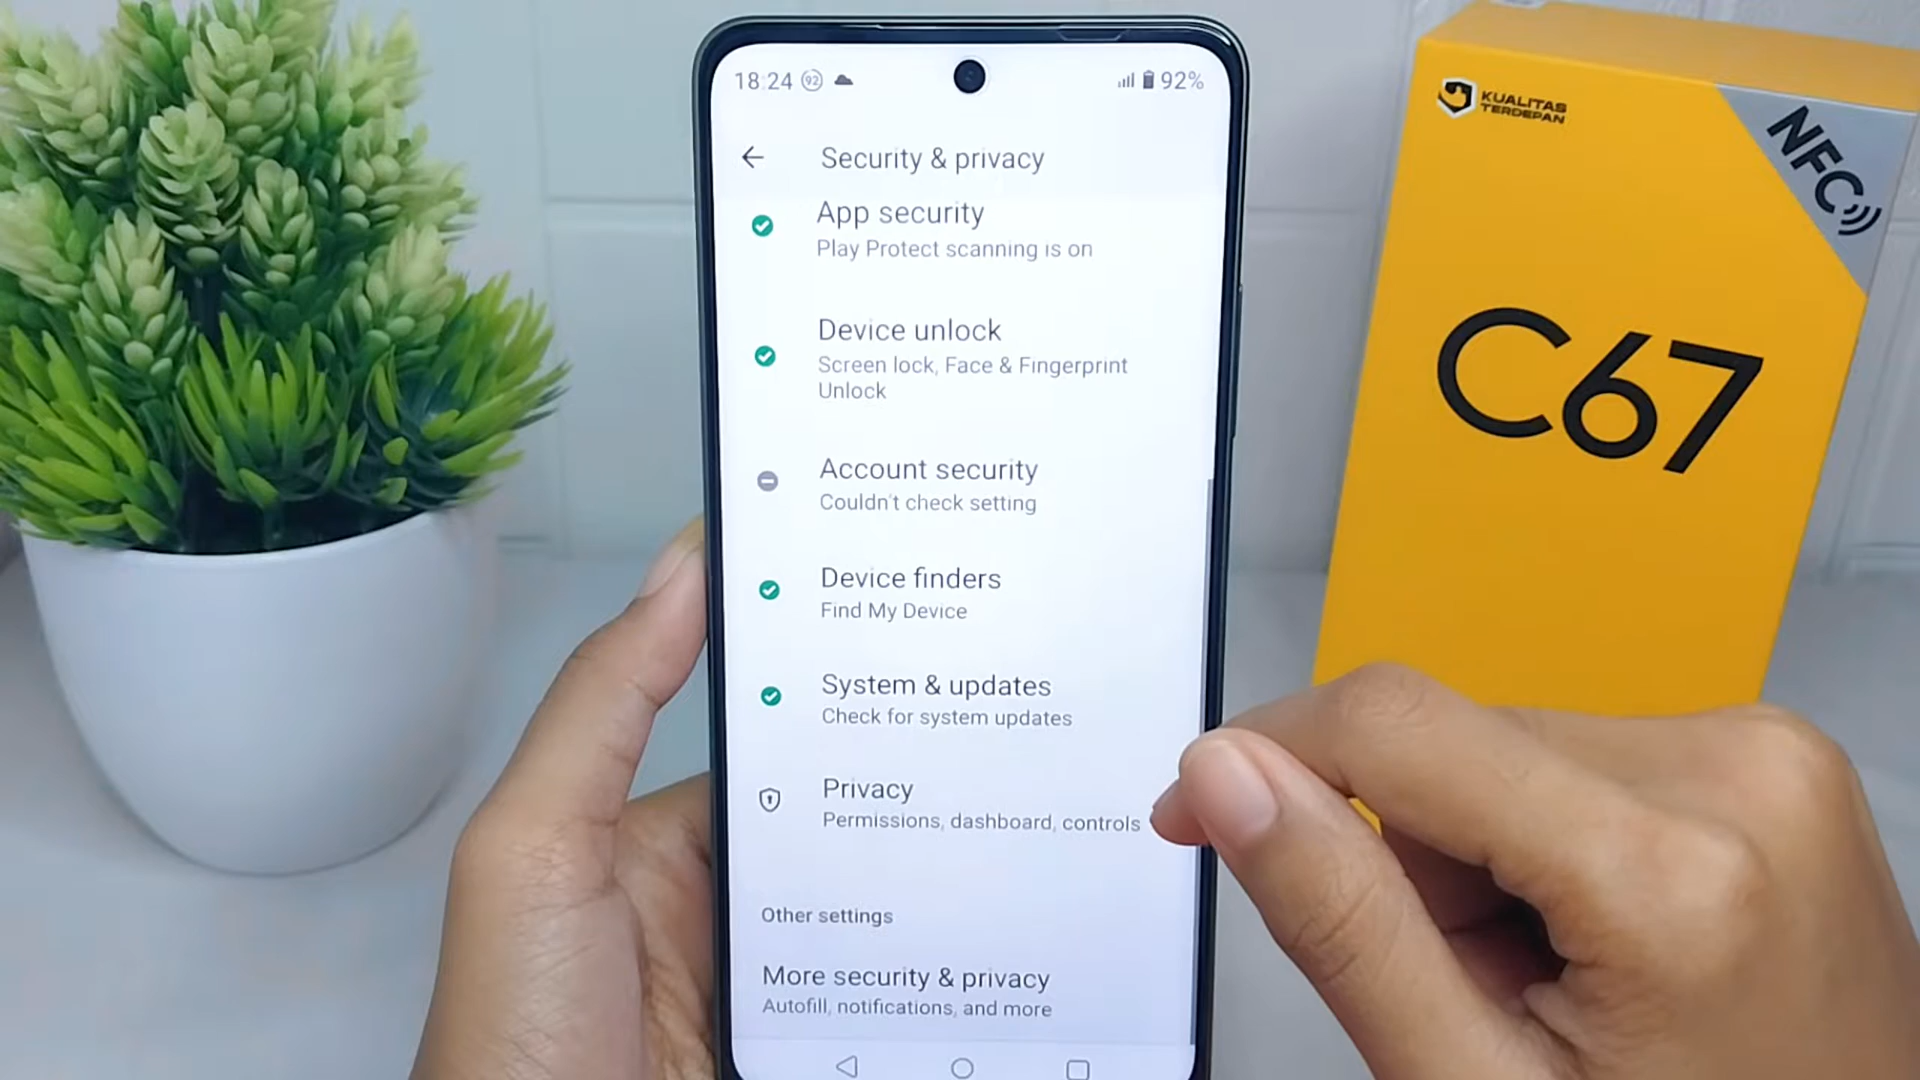 18:24 92 92%
Security & privacy
App security
Play Protect scanning is on
Device unlock
Screen lock, Face & Fingerprint
Unlock
Account security
Couldn't check setting
Device finders
Find My Device
System & updates
Check for system updates
Privacy
Permissions, dashboard, controls
Other settings
More security & privacy
Autofill, notifications, and more
KUALITAS
TERDEPAN
NFC
C67